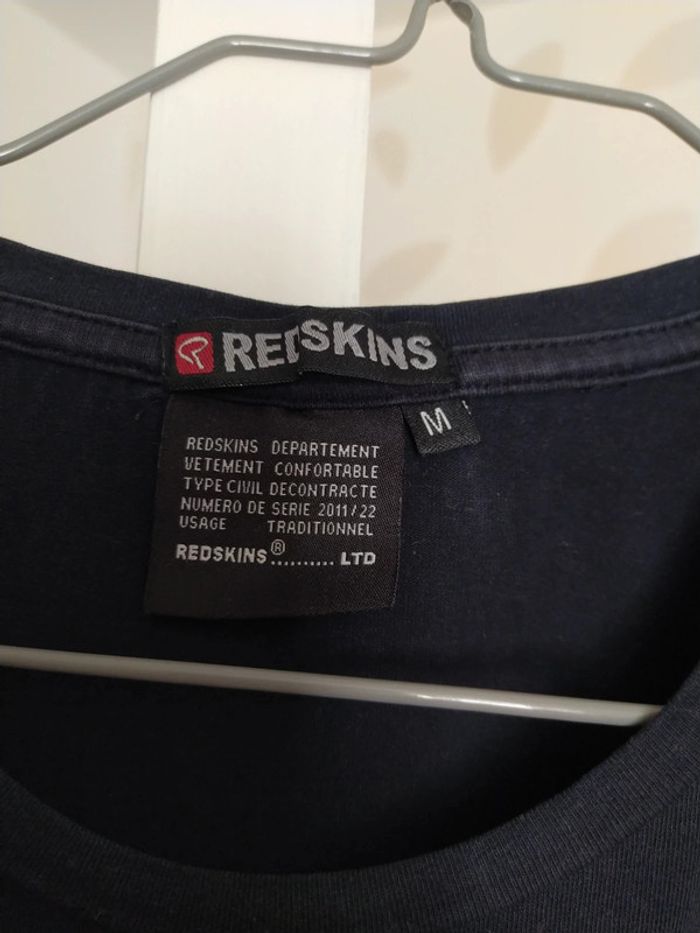 REDSKINS
M
REDSKINS DEPARTEMENT
VETEMENT CONFORTABLE
TYPE CIVIL DECONTRACTE
NUMERO DE SERIE 2011/22
USAGE TRADITIONNEL
REDSKINS® .......... LTD